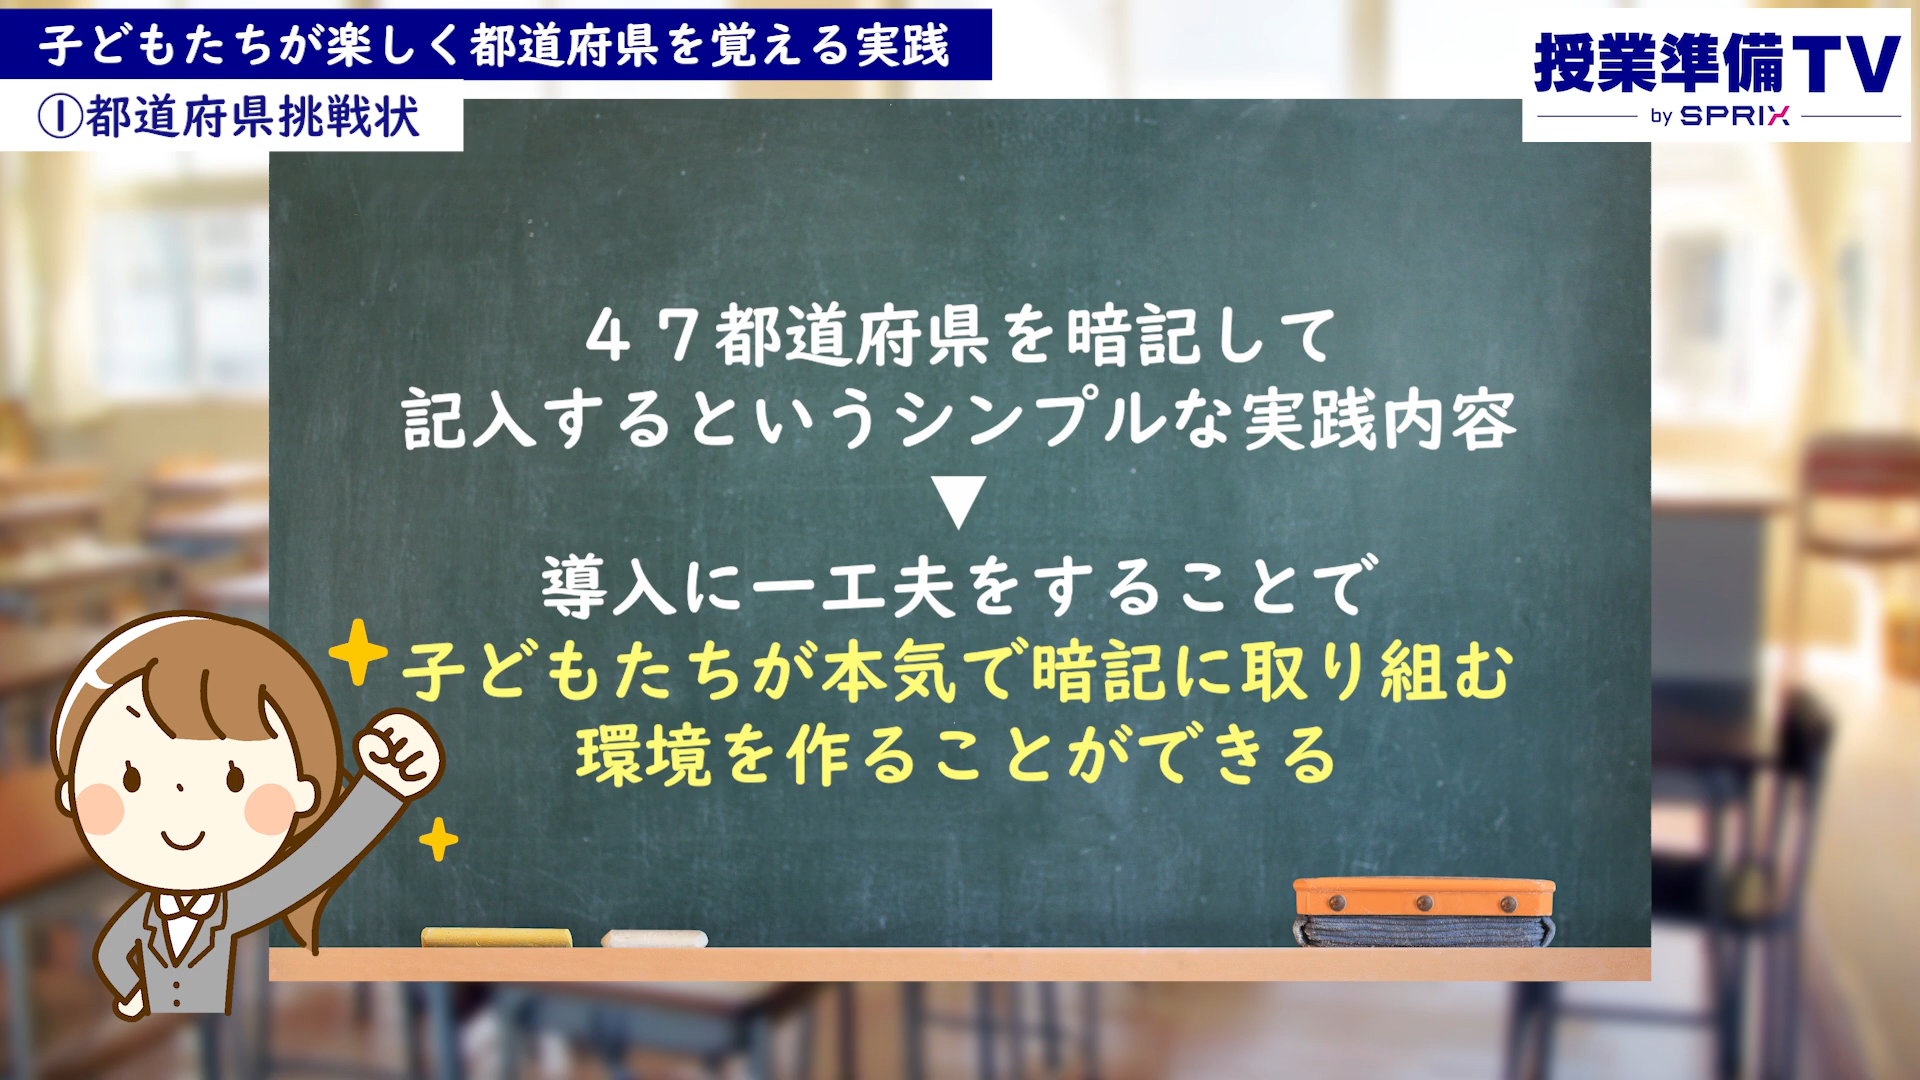 子どもたちが楽しく都道府県を覚える実践
①都道府県挑戦状
授業準備TV
by SPRIX
４７都道府県を暗記して
記入するというシンプルな実践内容
▼
導入に一工夫をすることで
子どもたちが本気で暗記に取り組む
環境を作ることができる